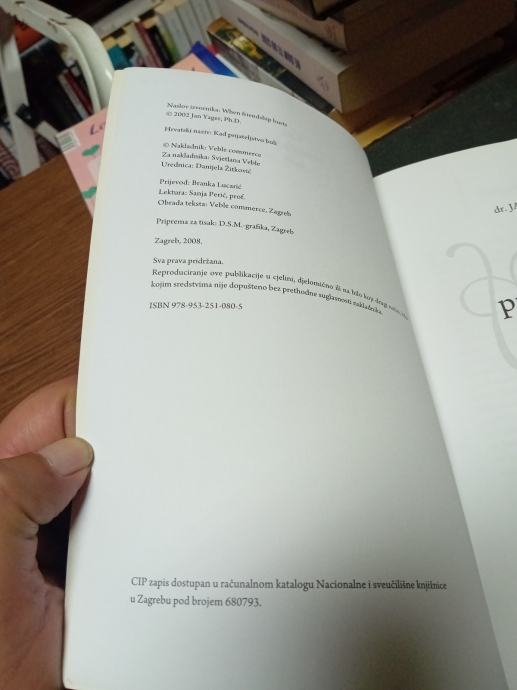 Naslov izvornika: When friendship hurts
© 2002 Jan Yager, Ph.D.
Hrvatski naziv: Kad prijateljstvo boli
© Nakladnik: Veble commerce
Za nakladnika: Svjetlana Veble
Urednica: Danijela Žitković
Prijevod: Branka Lucarić
Lektura: Sanja Perić, prof.
Obrada teksta: Veble commerce, Zagreb
Priprema za tisak: D.S.M.-grafika, Zagreb
Zagreb, 2008.
Sva prava pridržana.
Reproduciranje ove publikacije u cjelini, djelomično ili na bilo koji drugi način
kojim sredstvima nije dopušteno bez prethodne suglasnosti nakladnika.
ISBN 978-953-251-080-5
CIP zapis dostupan u računalnom katalogu Nacionalne i sveučilišne knjižnice
u Zagrebu pod brojem 680793.
dr. JA
p